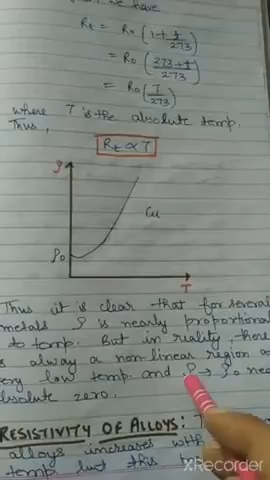 we have
Rt = R0 (1 + t/273)
= R0 (273 + t/273)
= R0 (T/273)
where T is the absolute temp.
Thus,
Rt ∝ T
ρ
Cu
ρ0
T
Thus it is clear that for several
metals ρ is nearly proportional
to temp. But in reality, there
is alway a non-linear region at
very low temp. and ρ → ρ0 near
absolute zero.
RESISTIVITY OF ALLOYS:
alloys increases with
temp but this
XRecorder